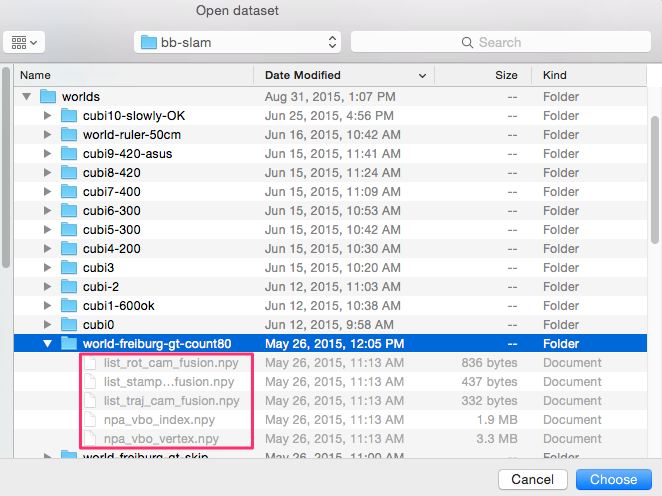 Open dataset
bb-slam
Search
Name Date Modified Size Kind
worlds Aug 31, 2015, 1:07 PM -- Folder
cubi10-slowly-OK Jun 25, 2015, 4:56 PM -- Folder
world-ruler-50cm Jun 16, 2015, 10:42 AM -- Folder
cubi9-420-asus Jun 15, 2015, 11:41 AM -- Folder
cubi8-420 Jun 15, 2015, 11:24 AM -- Folder
cubi7-400 Jun 15, 2015, 11:09 AM -- Folder
cubi6-300 Jun 15, 2015, 10:53 AM -- Folder
cubi5-300 Jun 15, 2015, 10:42 AM -- Folder
cubi4-200 Jun 15, 2015, 10:30 AM -- Folder
cubi3 Jun 15, 2015, 10:20 AM -- Folder
cubi-2 Jun 12, 2015, 11:03 AM -- Folder
cubi1-600ok Jun 12, 2015, 10:38 AM -- Folder
cubi0 Jun 12, 2015, 9:58 AM -- Folder
world-freiburg-gt-count80 May 26, 2015, 12:05 PM -- Folder
list_rot_cam_fusion.npy May 26, 2015, 11:13 AM 836 bytes Document
list_stamp...fusion.npy May 26, 2015, 11:13 AM 437 bytes Document
list_traj_cam_fusion.npy May 26, 2015, 11:13 AM 332 bytes Document
npa_vbo_index.npy May 26, 2015, 11:13 AM 1.9 MB Document
npa_vbo_vertex.npy May 26, 2015, 11:13 AM 3.3 MB Document
world-freiburg-gt-skip
Cancel Choose